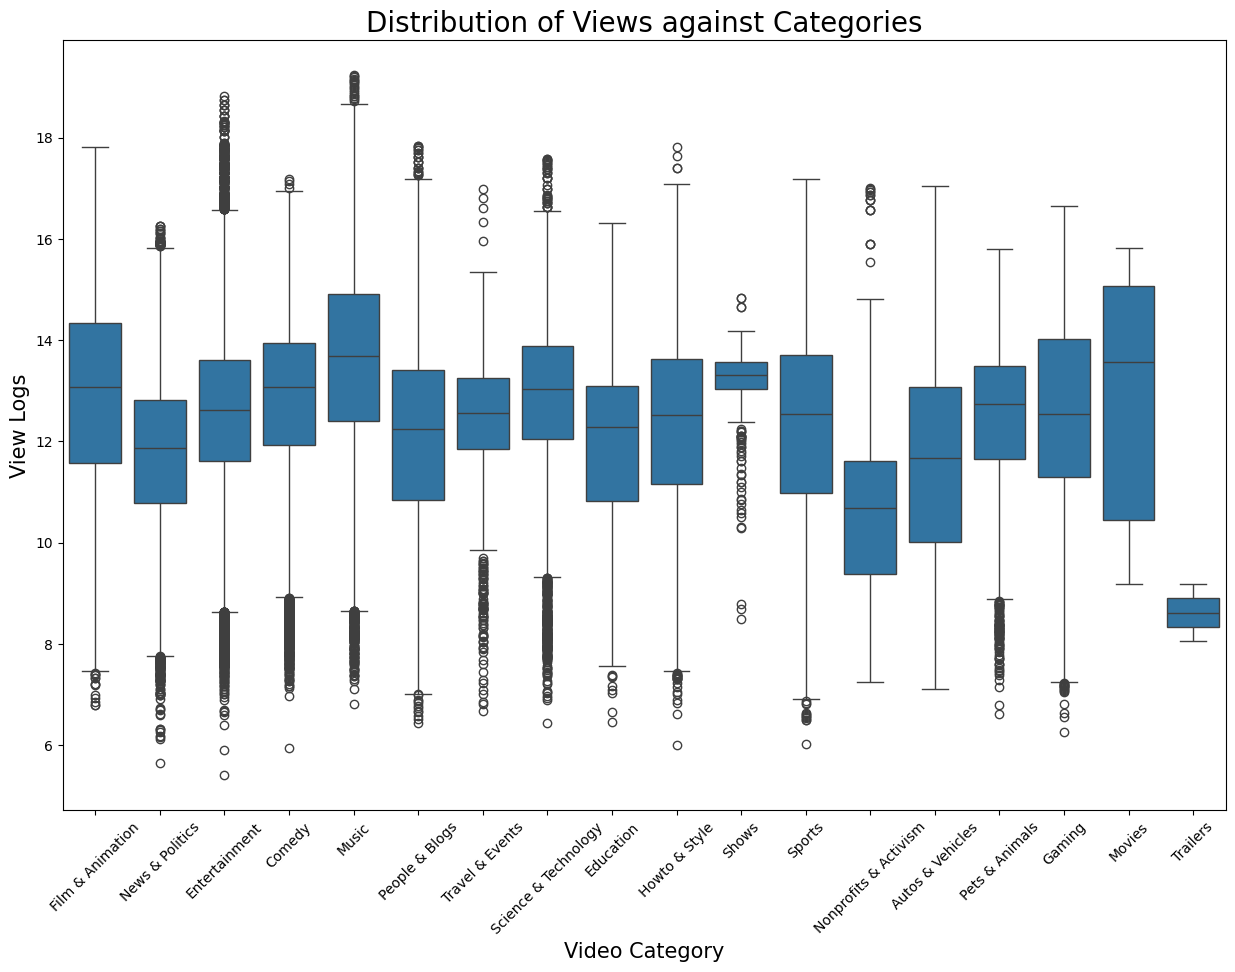 Distribution of Views against Categories
View Logs
18
16
14
12
10
8
6
Film & Animation
News & Politics
Entertainment
Comedy
Music
People & Blogs
Travel & Events
Science & Technology
Education
Howto & Style
Shows
Sports
Nonprofits & Activism
Autos & Vehicles
Pets & Animals
Gaming
Movies
Trailers
Video Category